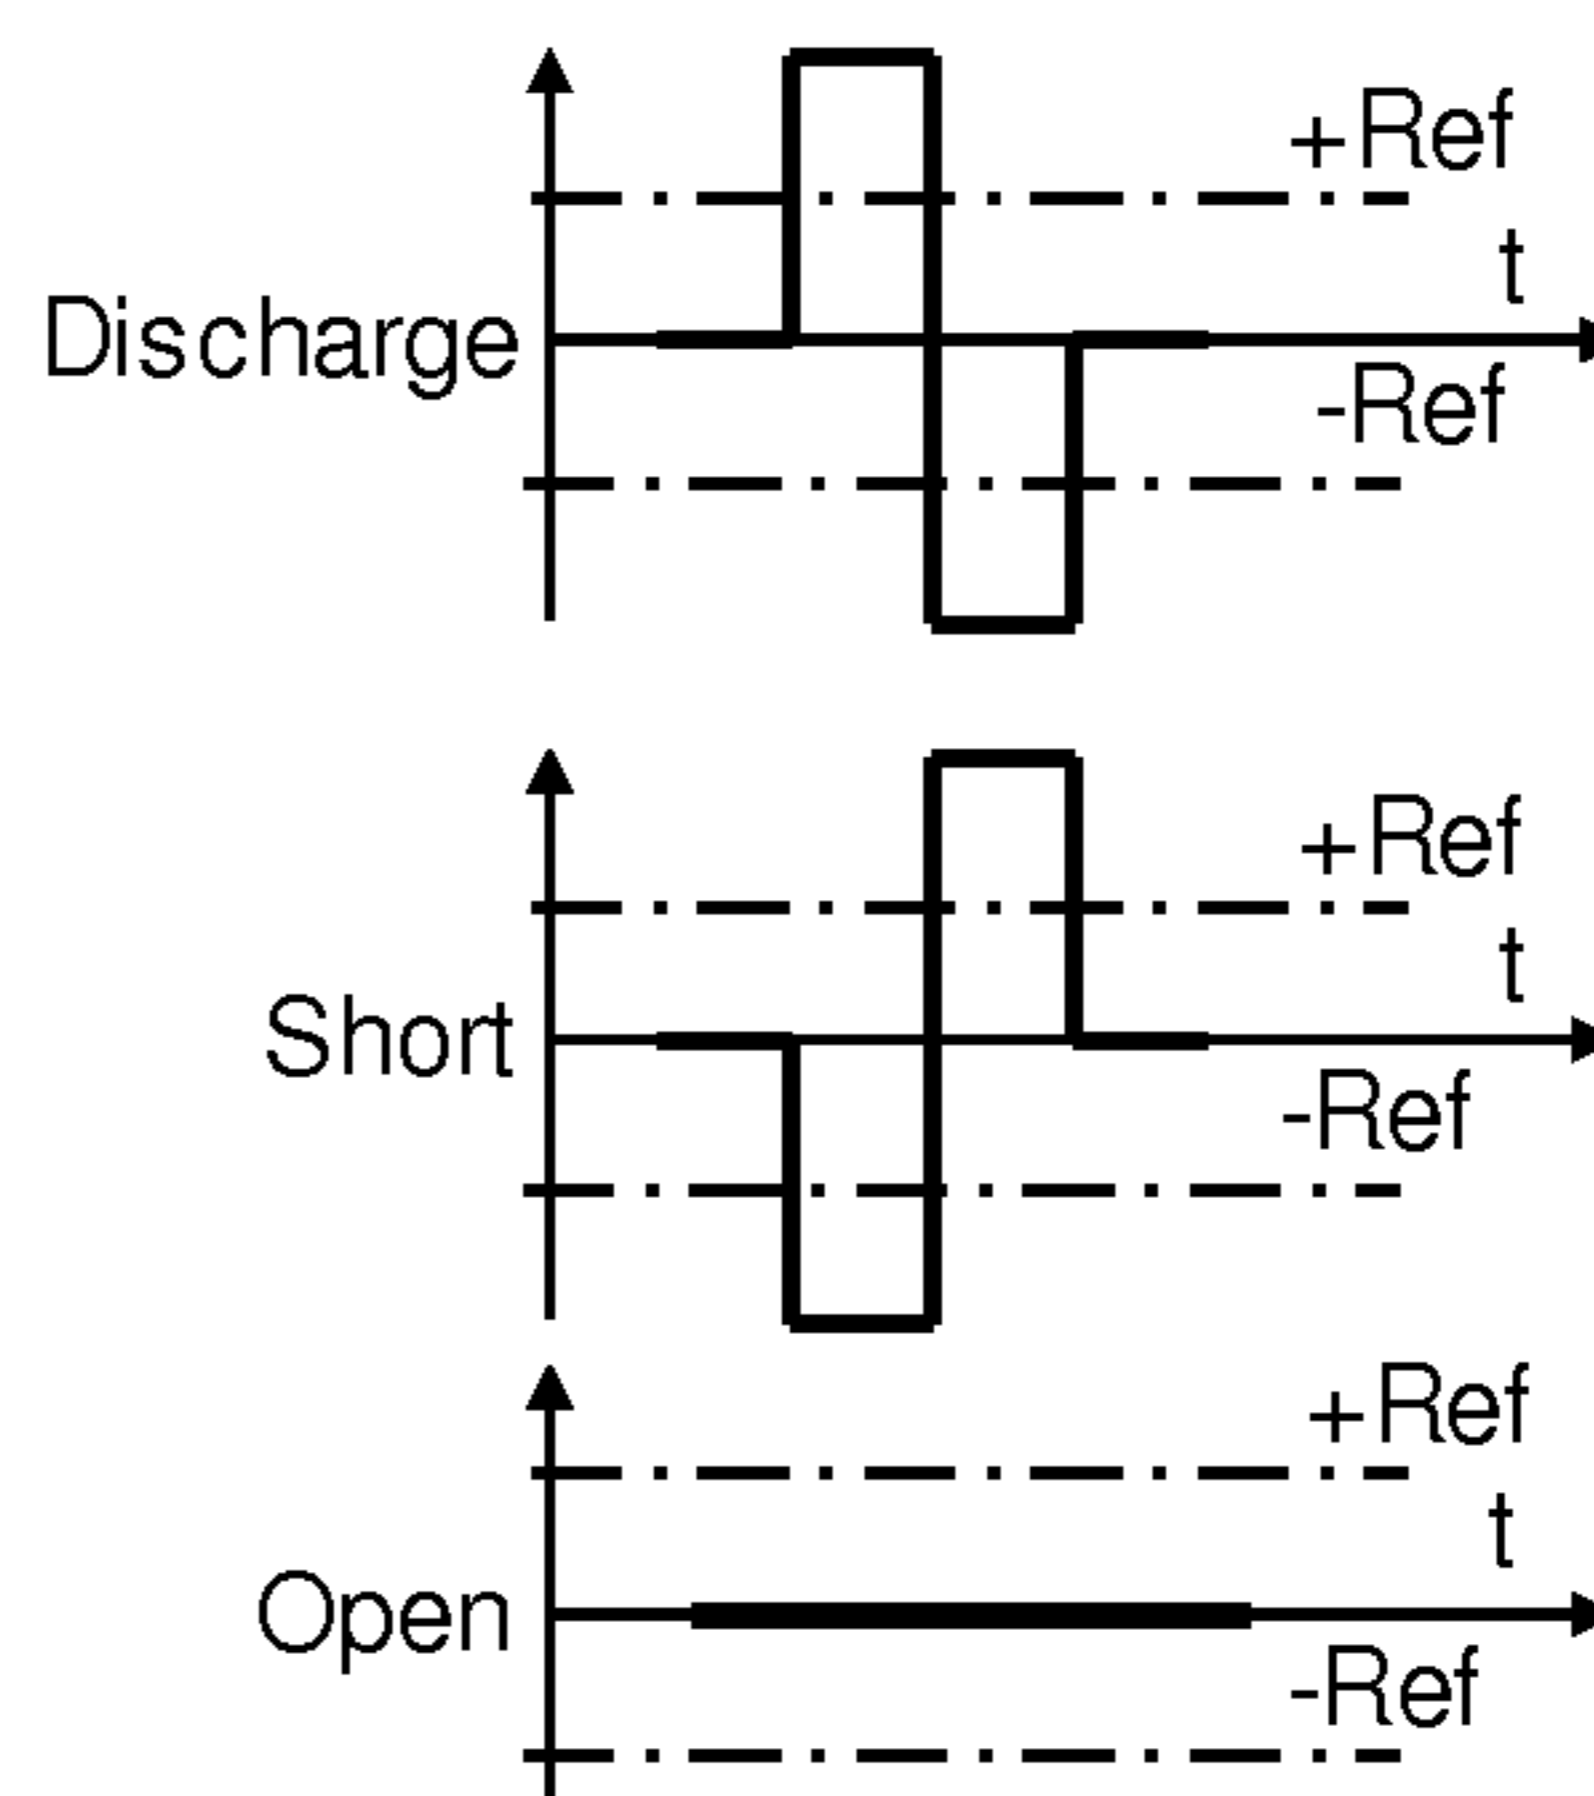 +Ref
t
Discharge
-Ref
+Ref
t
Short
-Ref
+Ref
t
Open
-Ref